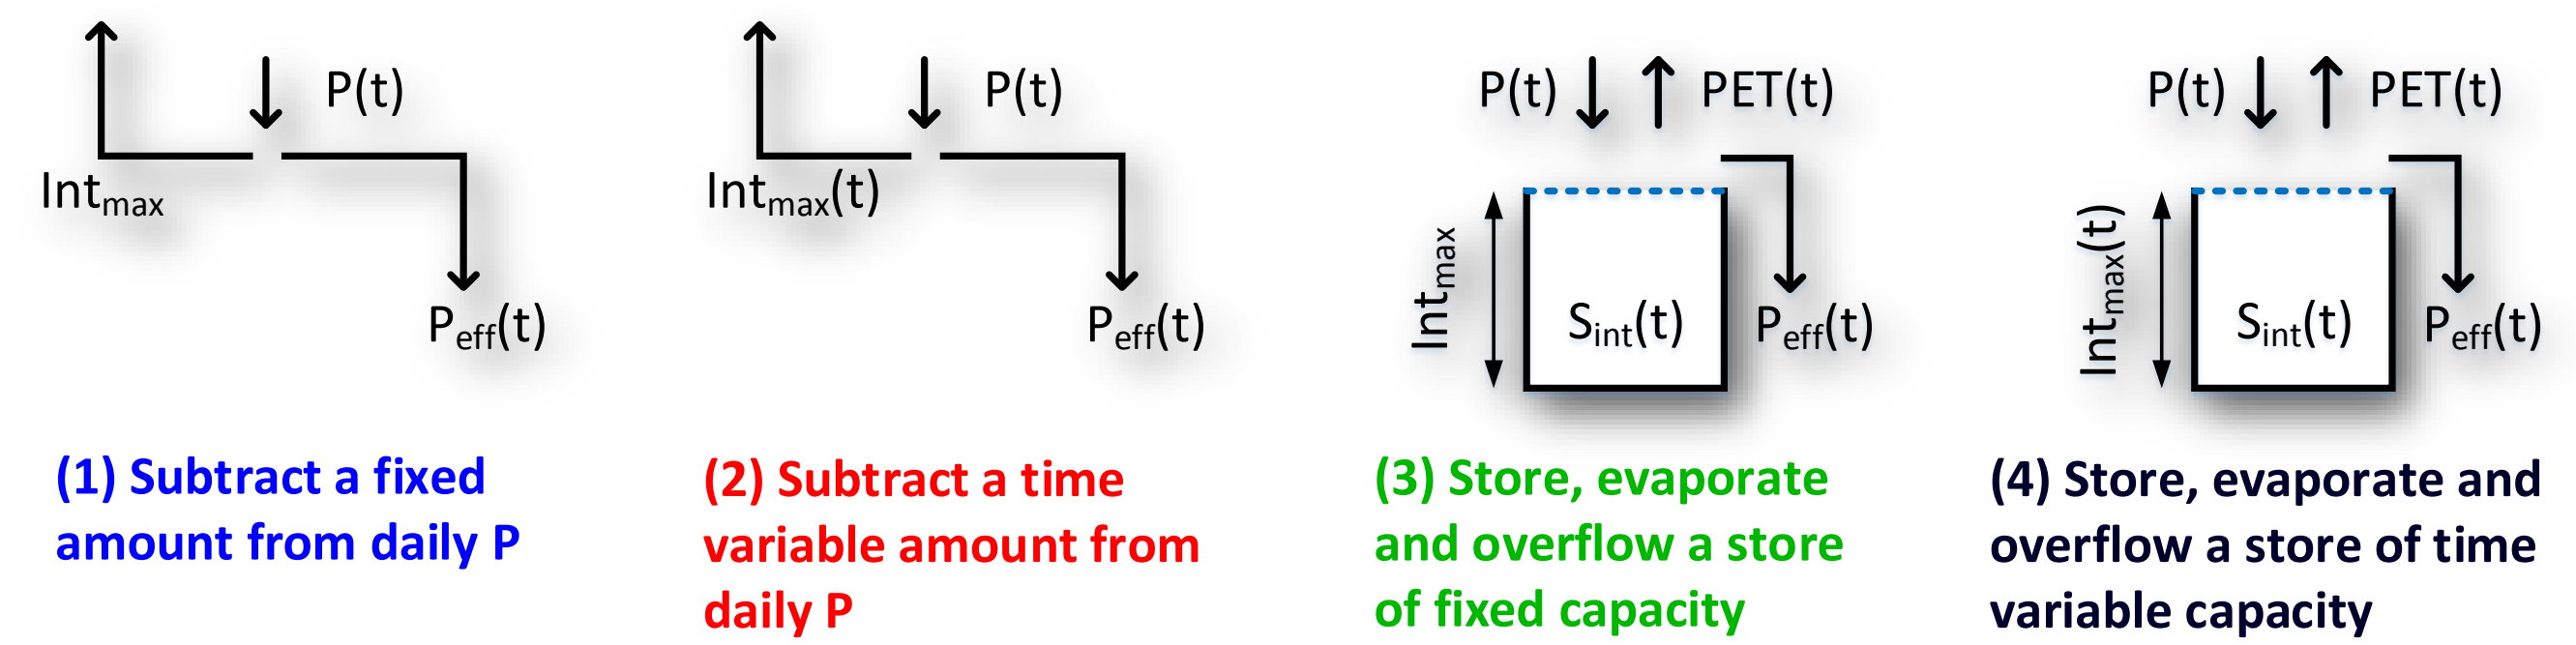 P(t)
Int_max
P_eff(t)
(1) Subtract a fixed
amount from daily P
P(t)
Int_max(t)
P_eff(t)
(2) Subtract a time
variable amount from
daily P
P(t) PET(t)
Int_max
S_int(t)
P_eff(t)
(3) Store, evaporate
and overflow a store
of fixed capacity
P(t) PET(t)
Int_max(t)
S_int(t)
P_eff(t)
(4) Store, evaporate and
overflow a store of time
variable capacity